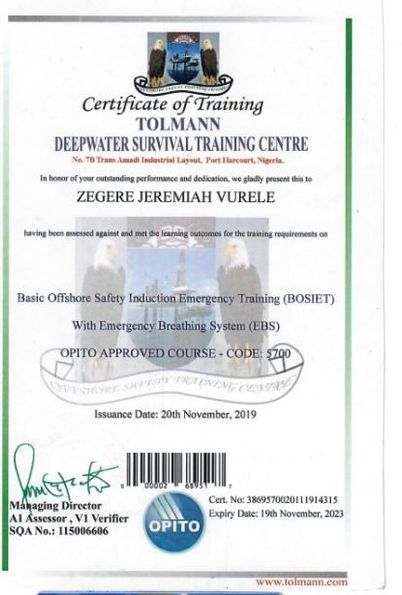 Certificate of Training
TOLMANN
DEEPWATER SURVIVAL TRAINING CENTRE
No. 7B Trans Amadi Industrial Layout, Port Harcourt, Nigeria.
In honor of your outstanding performance and dedication, we gladly present this to
ZEGERE JEREMIAH VURELE
having been assessed against and met the learning outcomes for the training requirements on
Basic Offshore Safety Induction Emergency Training (BOSIET)
With Emergency Breathing System (EBS)
OPITO APPROVED COURSE - CODE: 5700
SAFETY TRAINING
Issuance Date: 20th November, 2019
0 00002 68951 7
Managing Director
A1 Assessor , V1 Verifier
SQA No.: 115006606
OPITO
Cert. No: 3869570020111914315
Expiry Date: 19th November, 2023
www.tolmann.com